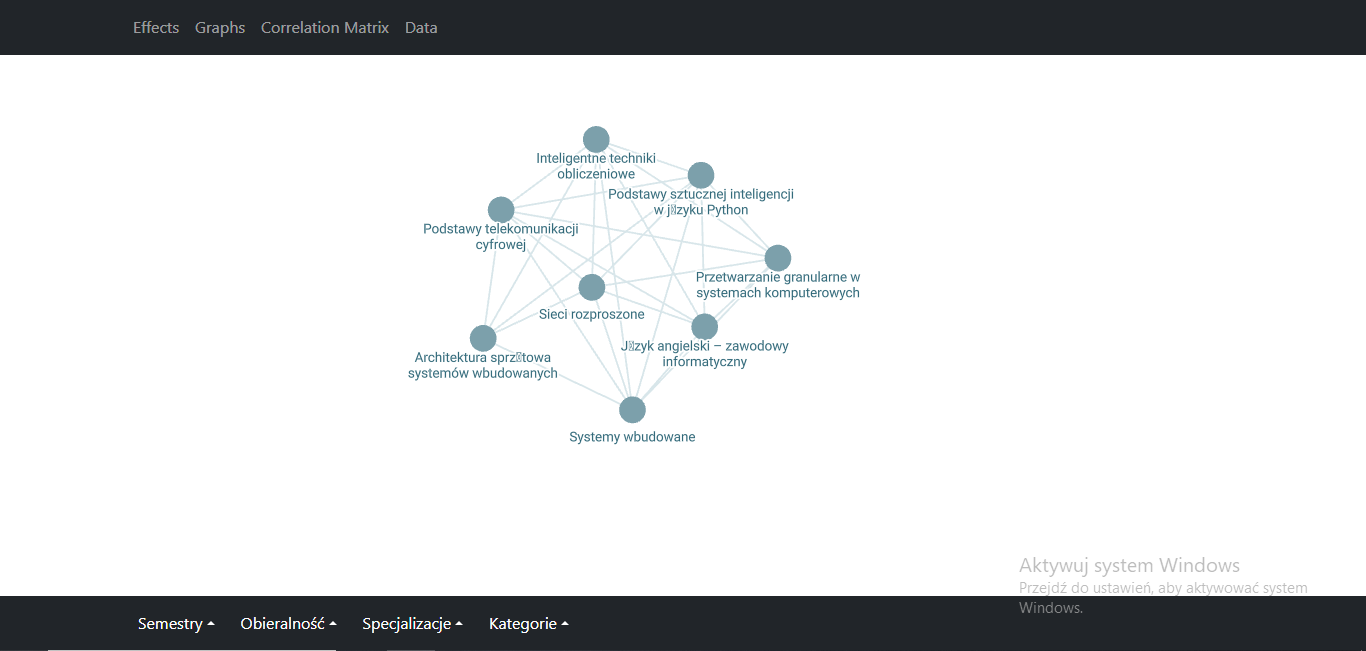 Effects Graphs Correlation Matrix Data
Inteligentne techniki
obliczeniowe
Podstawy sztucznej inteligencji
w j▯zyku Python
Podstawy telekomunikacji
cyfrowej
Przetwarzanie granularne w
systemach komputerowych
Sieci rozproszone
J▯zyk angielski – zawodowy
informatyczny
Architektura sprz▯towa
systemów wbudowanych
Systemy wbudowane
Aktywuj system Windows
Przejdź do ustawień, aby aktywować system
Windows.
Semestry Obieralność Specjalizacje Kategorie